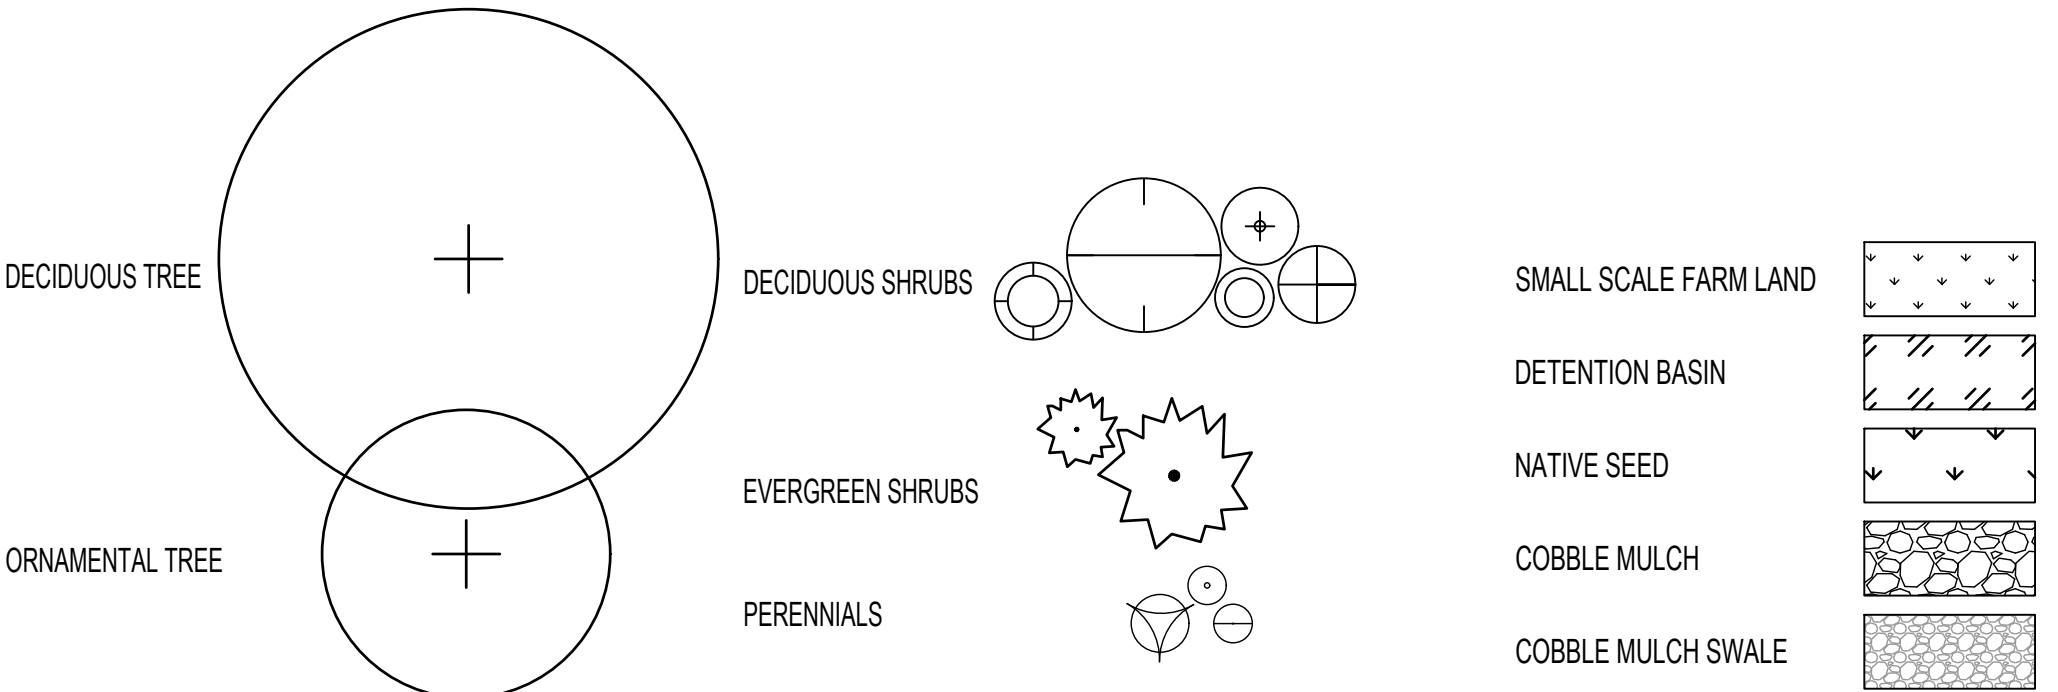 DECIDUOUS TREE
ORNAMENTAL TREE
DECIDUOUS SHRUBS
EVERGREEN SHRUBS
PERENNIALS
SMALL SCALE FARM LAND
DETENTION BASIN
NATIVE SEED
COBBLE MULCH
COBBLE MULCH SWALE